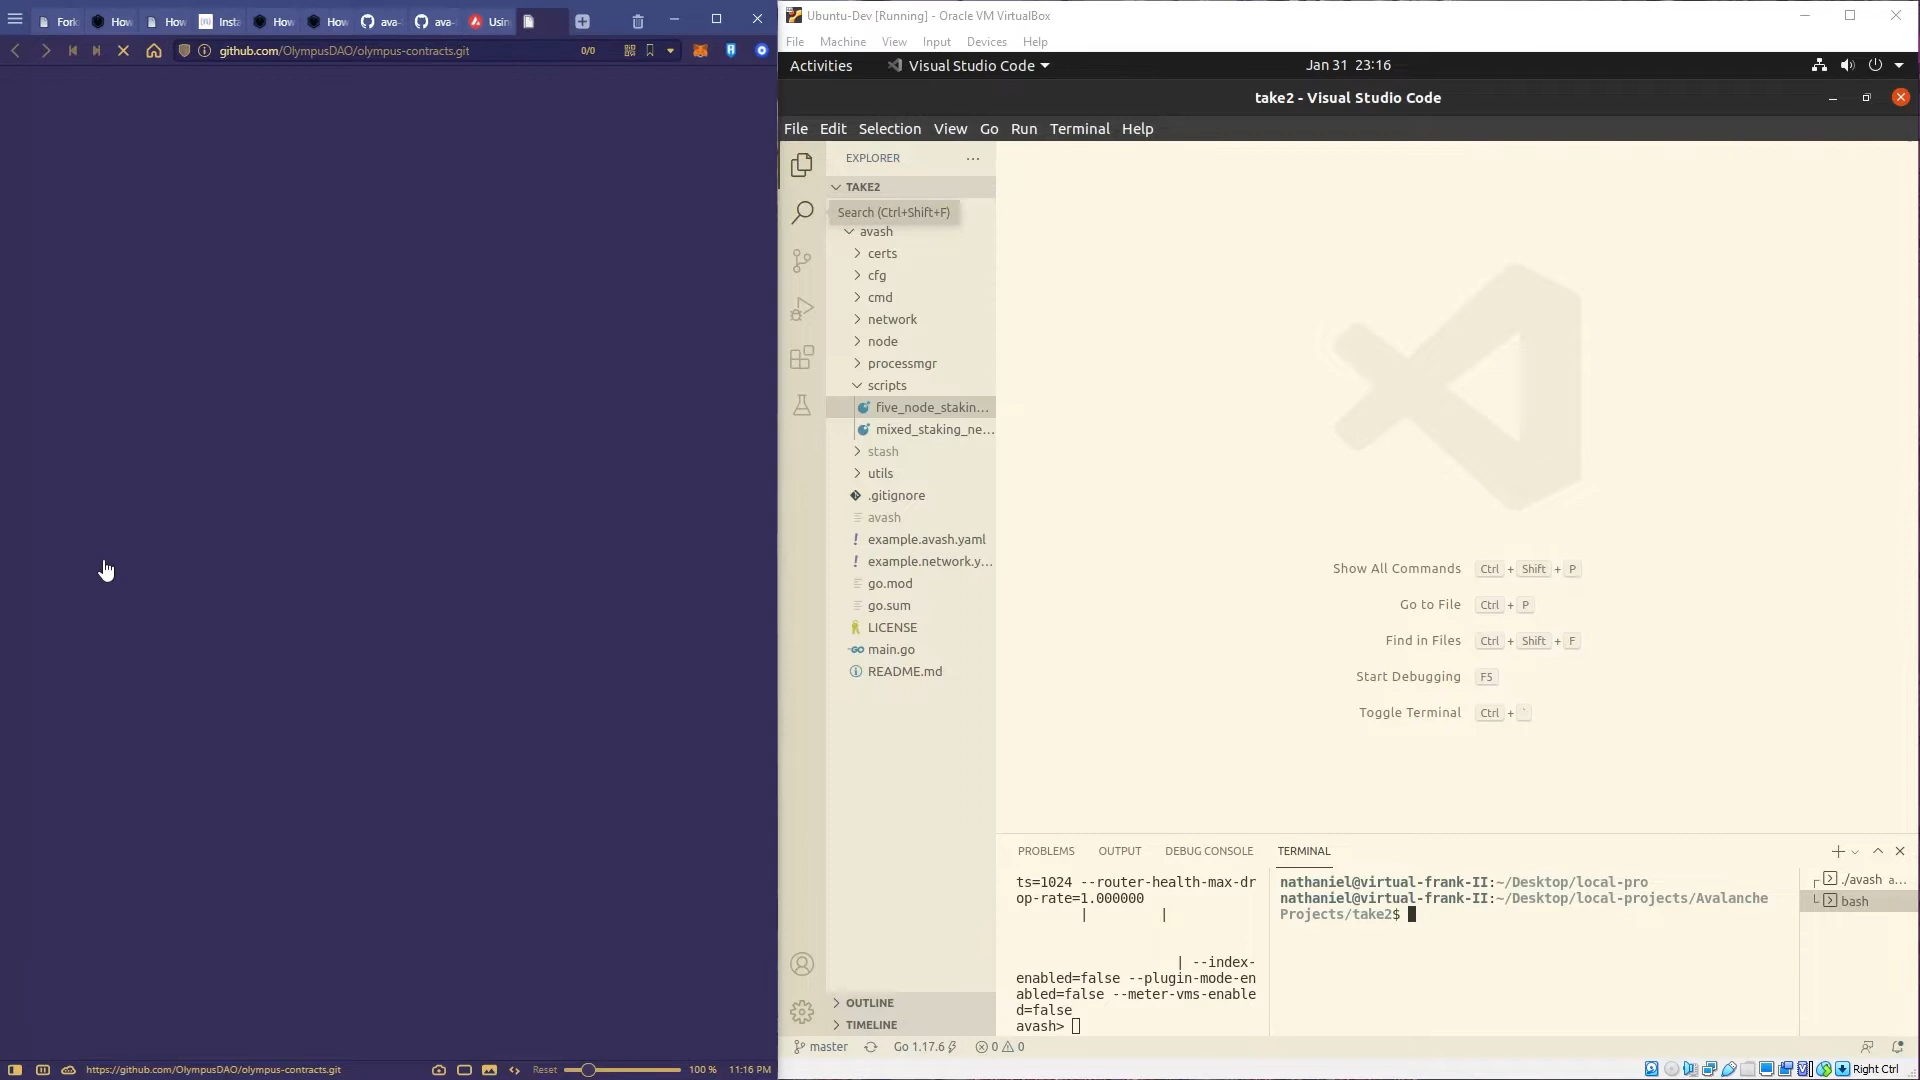 Fork
How
How
Insta
How
How
ava-
ava-
Usin
github.com/OlympusDAO/olympus-contracts.git
0/0
https://github.com/OlympusDAO/olympus-contracts.git
Reset
100 %
11:16 PM
Ubuntu-Dev [Running] - Oracle VM VirtualBox
File Machine View Input Devices Help
Activities
Visual Studio Code
Jan 31 23:16
take2 - Visual Studio Code
File Edit Selection View Go Run Terminal Help
EXPLORER
TAKE2
Search (Ctrl+Shift+F)
avash
certs
cfg
cmd
network
node
processmgr
scripts
five_node_stakin...
mixed_staking_ne...
stash
utils
.gitignore
avash
example.avash.yaml
example.network.y...
go.mod
go.sum
LICENSE
main.go
README.md
OUTLINE
TIMELINE
Show All Commands Ctrl + Shift + P
Go to File Ctrl + P
Find in Files Ctrl + Shift + F
Start Debugging F5
Toggle Terminal Ctrl + `
PROBLEMS OUTPUT DEBUG CONSOLE TERMINAL
ts=1024 --router-health-max-dr
op-rate=1.000000
| |
| --index-
enabled=false --plugin-mode-en
abled=false --meter-vms-enable
d=false
avash>
nathaniel@virtual-frank-II:~/Desktop/local-pro
nathaniel@virtual-frank-II:~/Desktop/local-projects/Avalanche
Projects/take2$
./avash a...
bash
master
Go 1.17.6
0 0
Right Ctrl